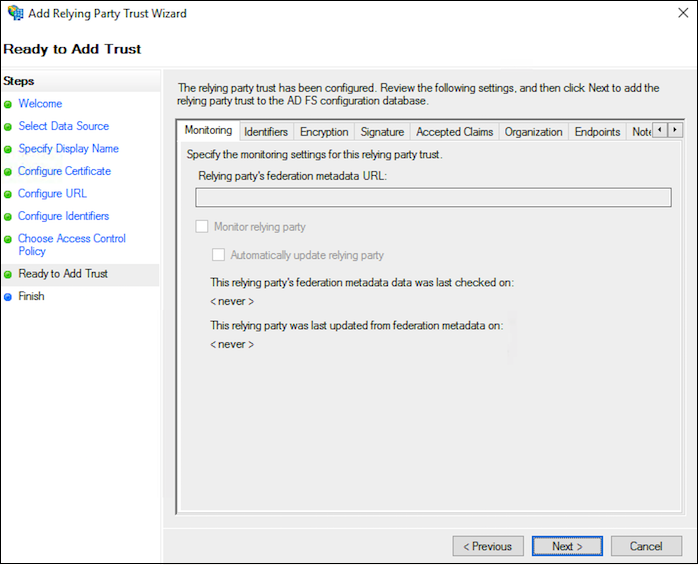 Add Relying Party Trust Wizard
Ready to Add Trust
Steps
Welcome
Select Data Source
Specify Display Name
Configure Certificate
Configure URL
Configure Identifiers
Choose Access Control
Policy
Ready to Add Trust
Finish
The relying party trust has been configured. Review the following settings, and then click Next to add the
relying party trust to the AD FS configuration database.
Monitoring Identifiers Encryption Signature Accepted Claims Organization Endpoints Note
Specify the monitoring settings for this relying party trust.
Relying party's federation metadata URL:
Monitor relying party
Automatically update relying party
This relying party's federation metadata data was last checked on:
< never >
This relying party was last updated from federation metadata on:
< never >
< Previous Next > Cancel